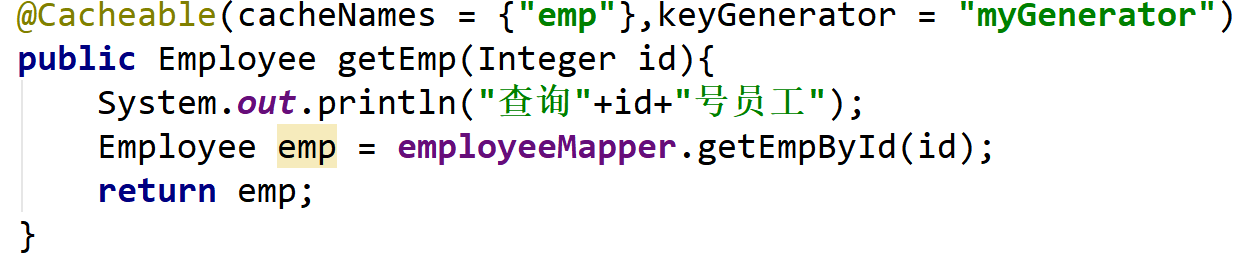 @Cacheable(cacheNames = {"emp"},keyGenerator = "myGenerator")
public Employee getEmp(Integer id){
    System.out.println("查询"+id+"号员工");
    Employee emp = employeeMapper.getEmpById(id);
    return emp;
}